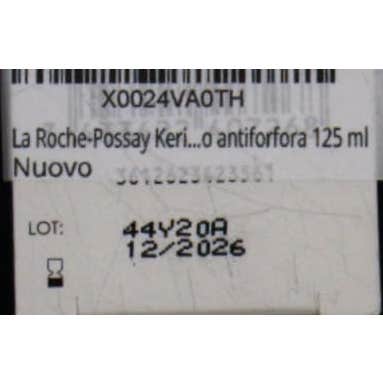 X0024VA0TH
La Roche-Possay Keri...o antiforfora 125 ml
Nuovo
LOT: 44Y20A
12/2026